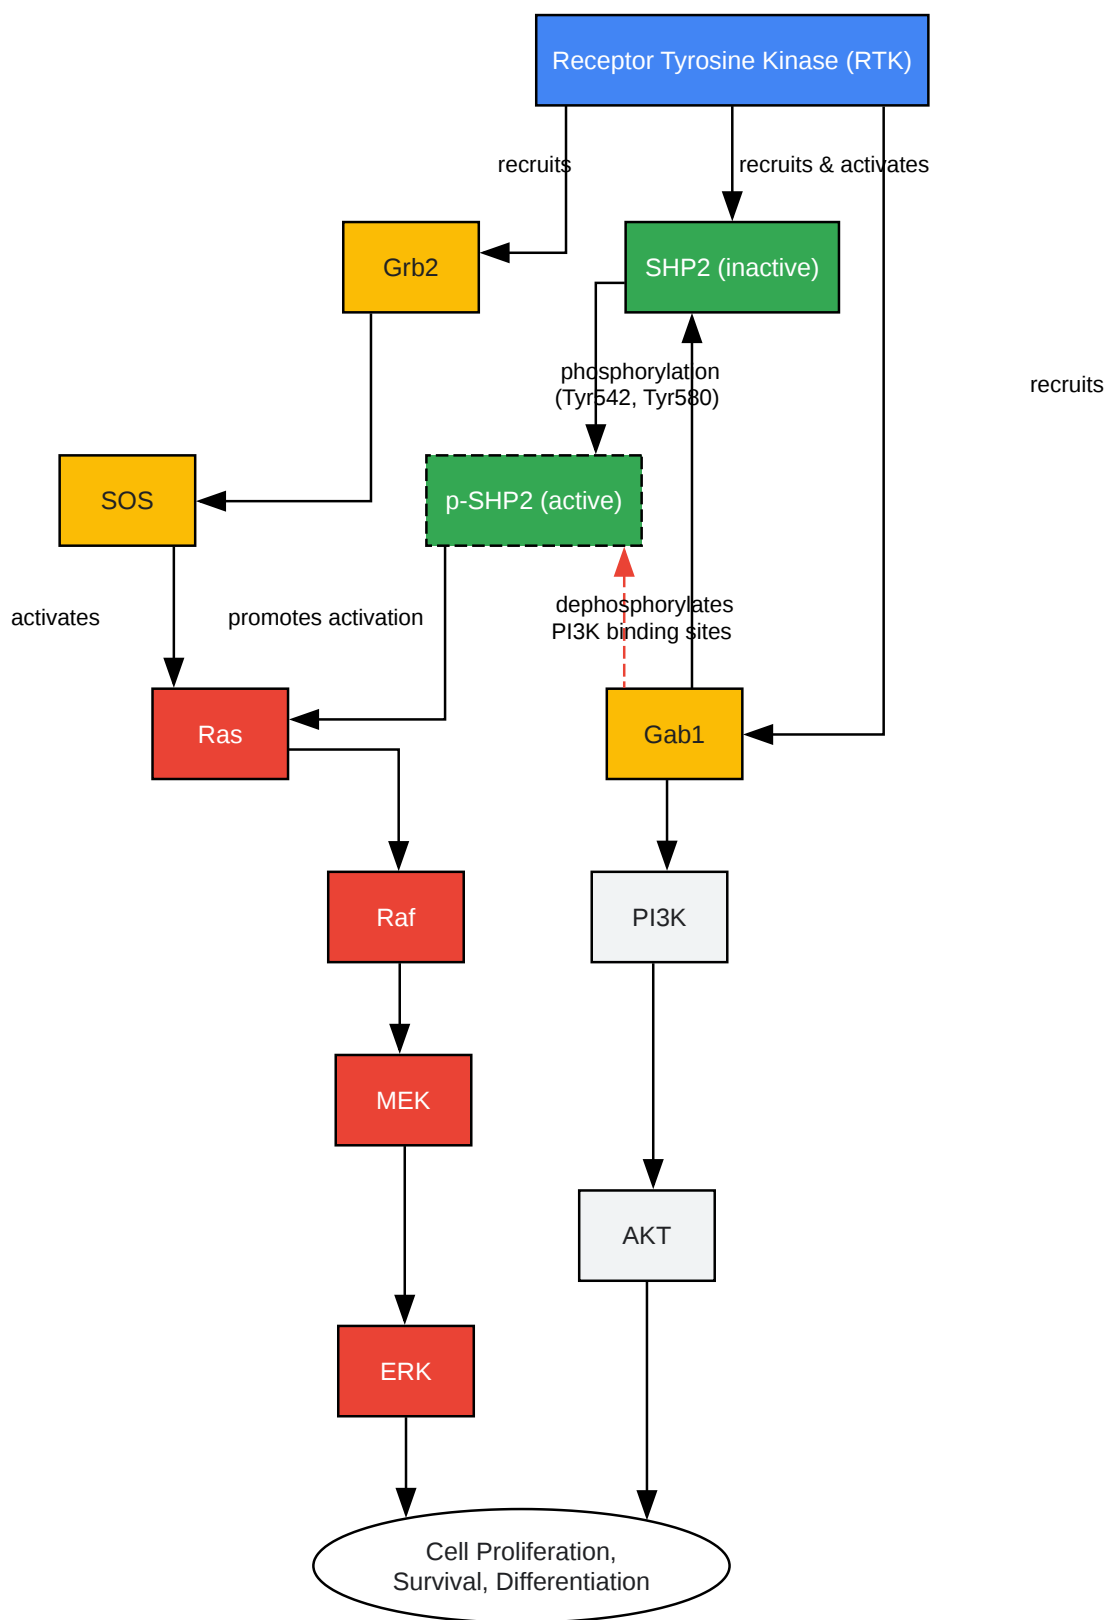 Receptor Tyrosine Kinase (RTK)
recruits
recruits & activates
Grb2
SHP2 (inactive)
phosphorylation
(Tyr542, Tyr580)
recruits
SOS
p-SHP2 (active)
activates
promotes activation
dephosphorylates
PI3K binding sites
Ras
Gab1
Raf
PI3K
MEK
AKT
ERK
Cell Proliferation,
Survival, Differentiation